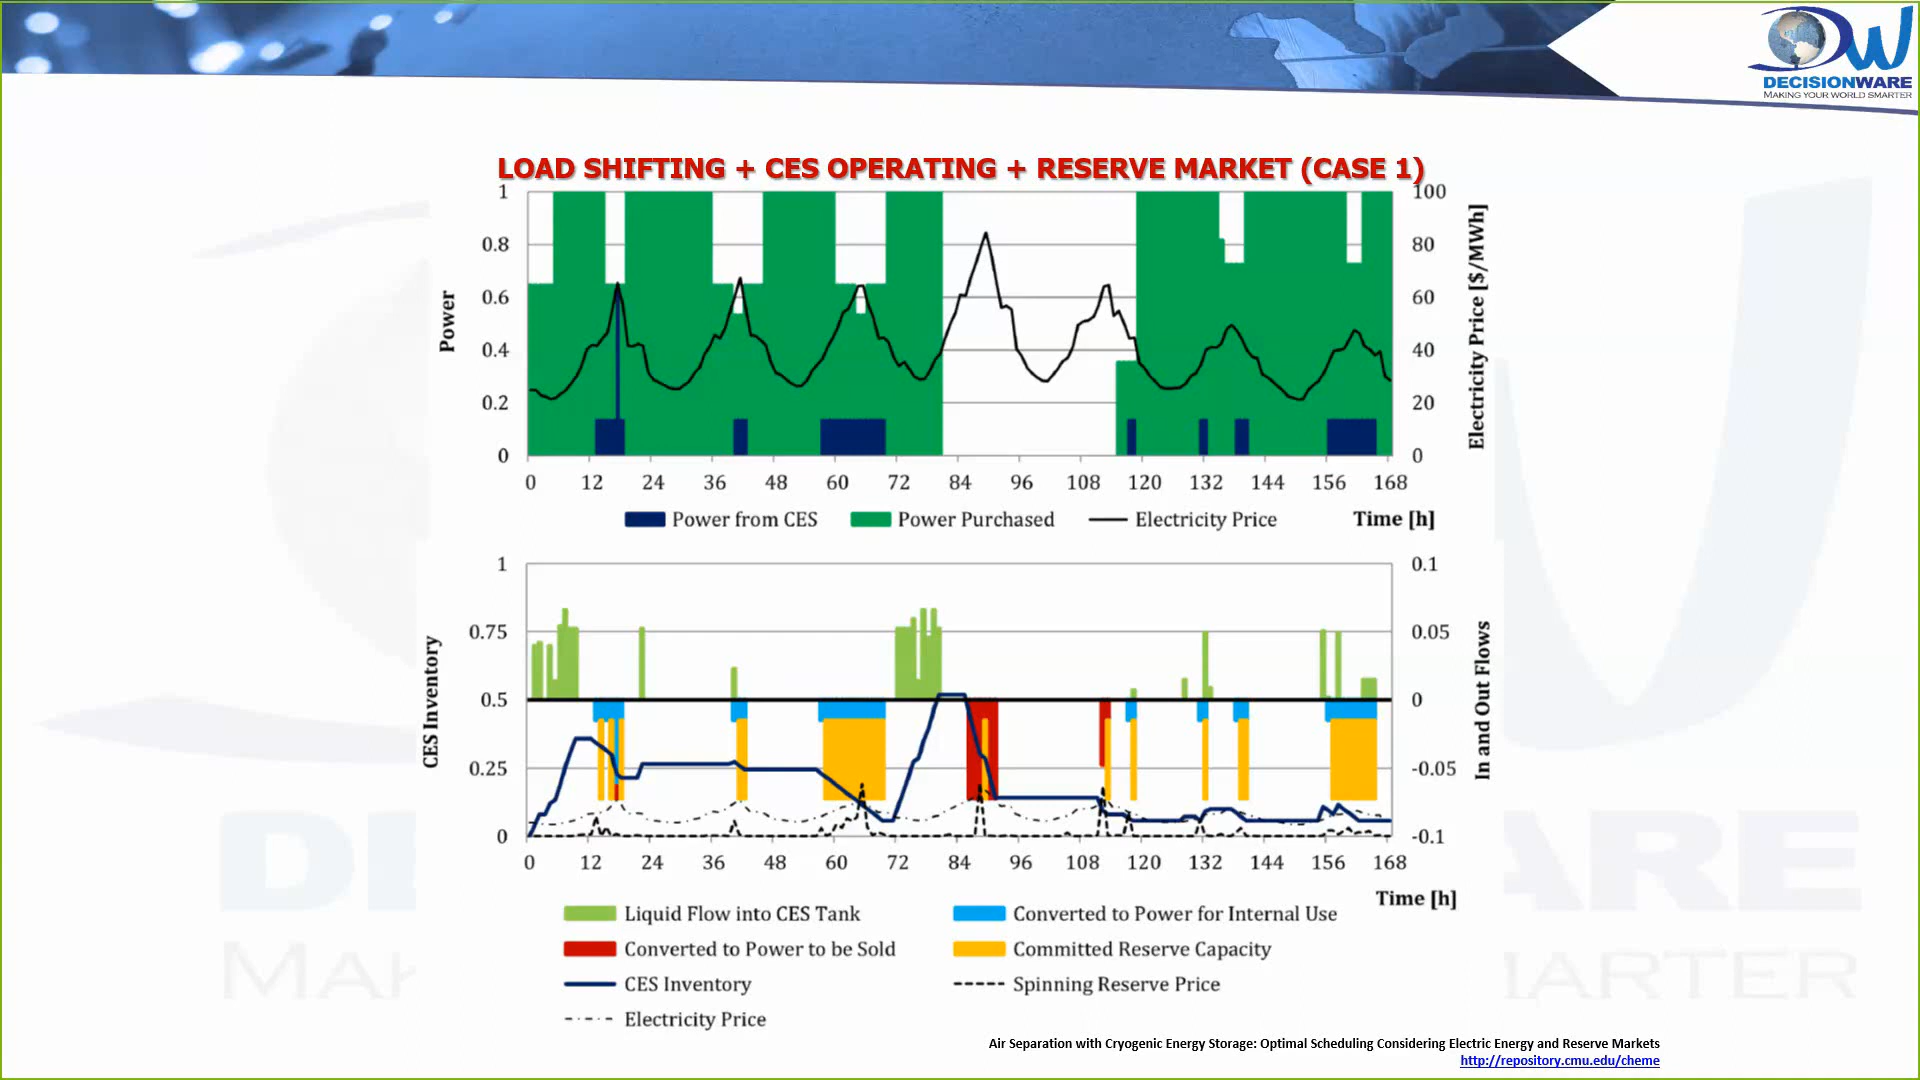 DECISIONWARE
MAKING YOUR WORLD SMARTER
LOAD SHIFTING + CES OPERATING + RESERVE MARKET (CASE 1)
1
0.8
0.6
0.4
0.2
0
Power
100
80
60
40
20
0
Electricity Price [$/MWh]
0 12 24 36 48 60 72 84 96 108 120 132 144 156 168
Power from CES Power Purchased Electricity Price Time [h]
1
0.75
0.5
0.25
0
CES Inventory
0.1
0.05
0
-0.05
-0.1
In and Out Flows
0 12 24 36 48 60 72 84 96 108 120 132 144 156 168
Time [h]
Liquid Flow into CES Tank Converted to Power for Internal Use
Converted to Power to be Sold Committed Reserve Capacity
CES Inventory Spinning Reserve Price
Electricity Price
Air Separation with Cryogenic Energy Storage: Optimal Scheduling Considering Electric Energy and Reserve Markets
http://repository.cmu.edu/cheme